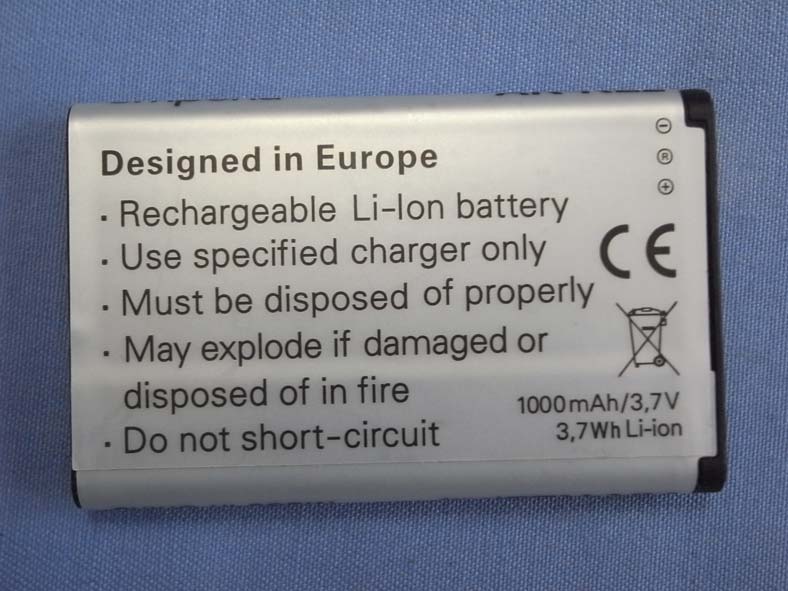 Designed in Europe
· Rechargeable Li-Ion battery
· Use specified charger only
· Must be disposed of properly
· May explode if damaged or
disposed of in fire
· Do not short-circuit
⊖
®
⊕
CE
1000mAh/3,7V
3,7Wh Li-ion